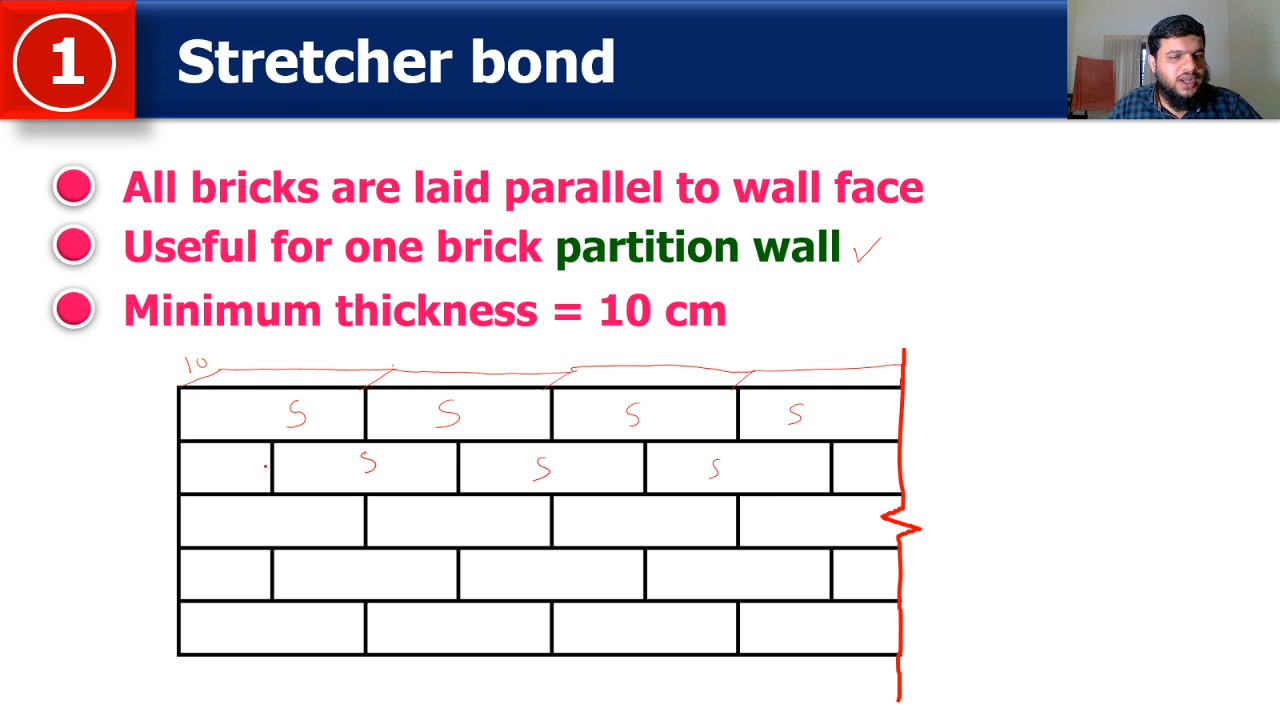 1
Stretcher bond
All bricks are laid parallel to wall face
Useful for one brick partition wall ✓
Minimum thickness = 10 cm
10
S S S S
S S S